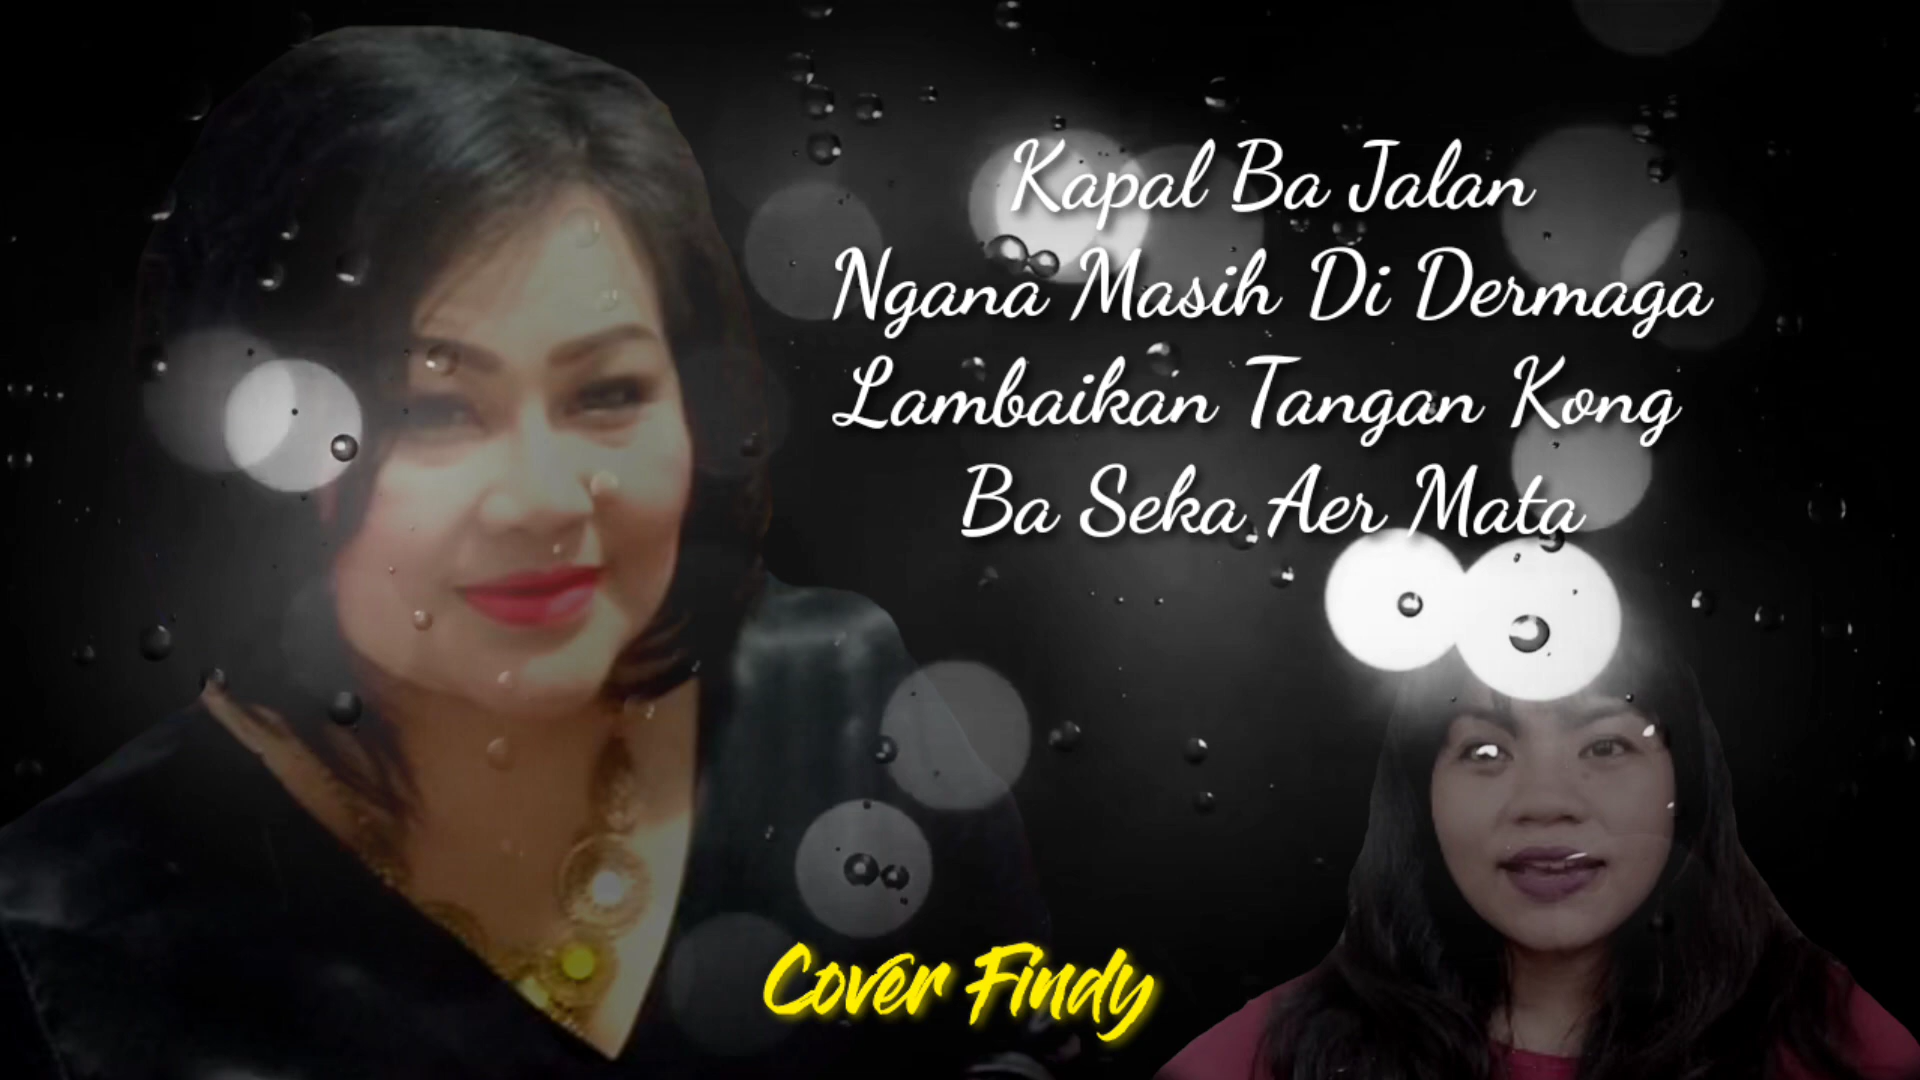 Kapal Ba Jalan
Ngana Masih Di Dermaga
Lambaikan Tangan Kong
Ba Seka Aer Mata
Cover Findy